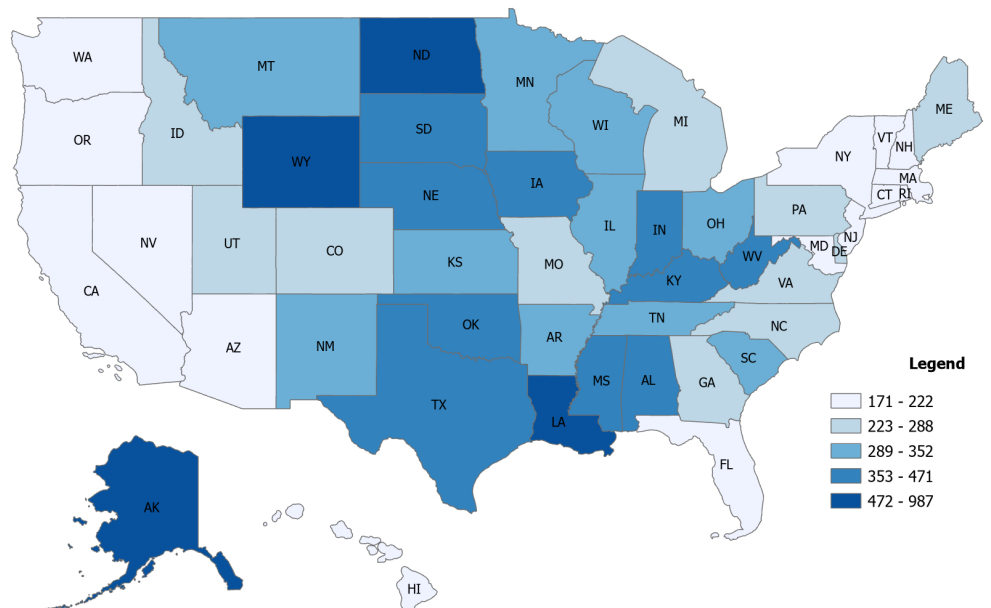 WA
MT
ND
MN
ME
OR
ID
SD
WI
MI
VT
NH
NY
WY
MA
NE
IA
CT
RI
PA
NV
UT
CO
KS
IL
IN
OH
NJ
MD
DE
WV
MO
KY
VA
CA
AZ
NM
OK
AR
TN
NC
SC
TX
MS
AL
GA
LA
FL
AK
HI
Legend
171 - 222
223 - 288
289 - 352
353 - 471
472 - 987